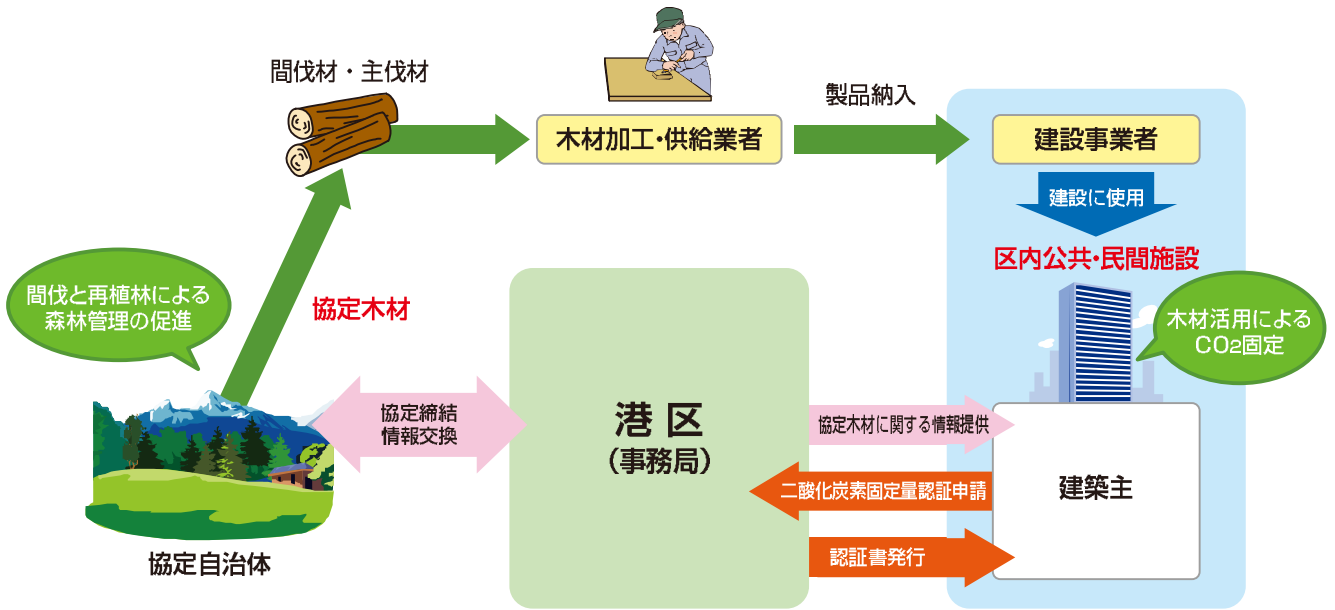 間伐材・主伐材
木材加工・供給業者
製品納入
建設事業者
建設に使用
区内公共・民間施設
木材活用による
CO2固定
間伐と再植林による
森林管理の促進
協定木材
協定締結
情報交換
港区
（事務局）
協定木材に関する情報提供
二酸化炭素固定量認証申請
認証書発行
建築主
協定自治体